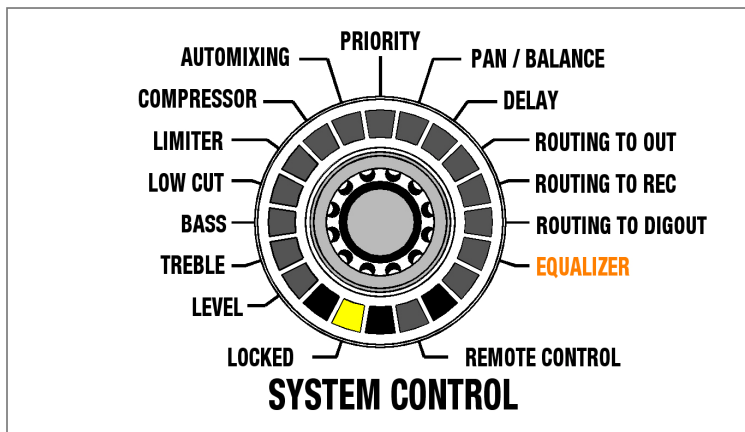 PRIORITY
AUTOMIXING
PAN / BALANCE
COMPRESSOR
DELAY
LIMITER
ROUTING TO OUT
LOW CUT
ROUTING TO REC
BASS
ROUTING TO DIGOUT
TREBLE
EQUALIZER
LEVEL
LOCKED
REMOTE CONTROL
SYSTEM CONTROL